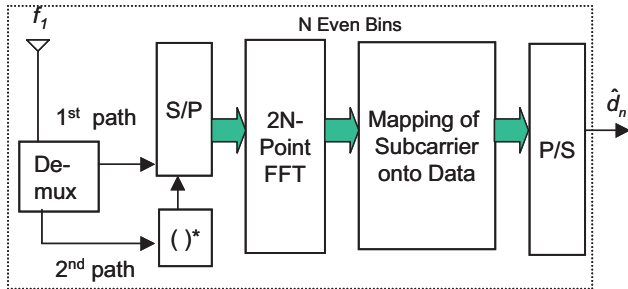 f1
N Even Bins
1st path
De-
mux
2nd path
S/P
( )*
2N-
Point
FFT
Mapping of
Subcarrier
onto Data
P/S
d̂n